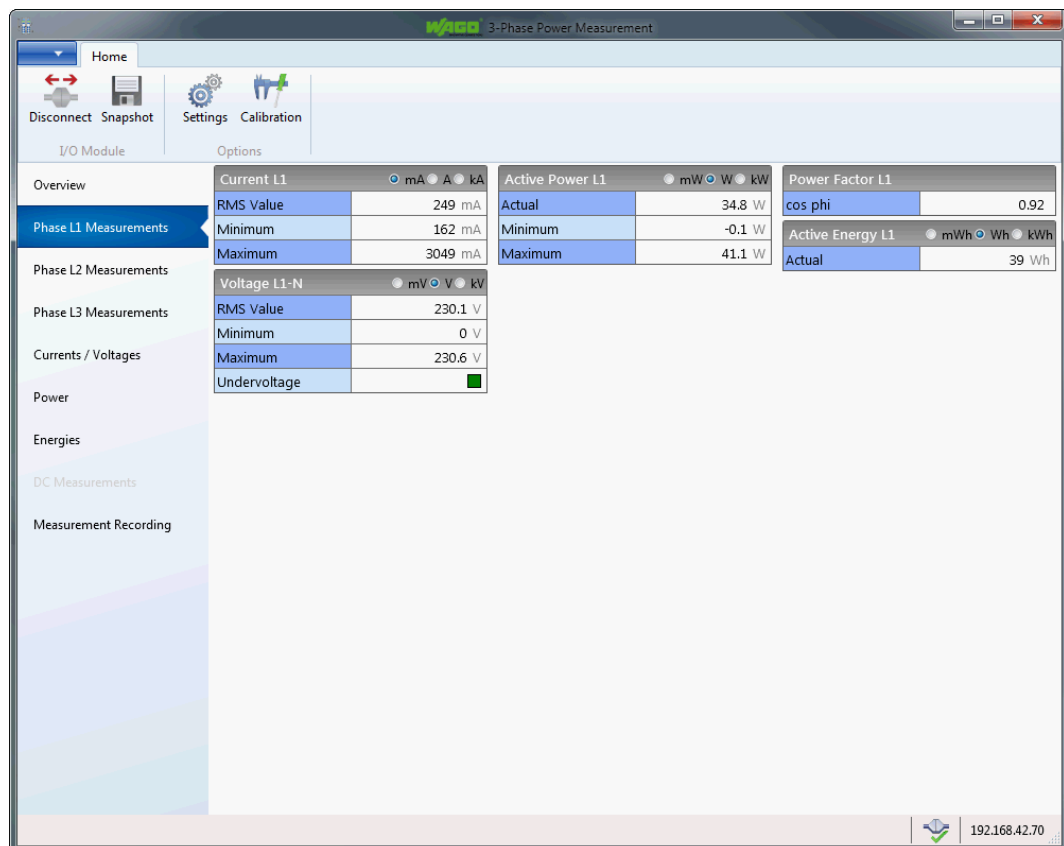 WAGO 3-Phase Power Measurement
Home
Disconnect Snapshot Settings Calibration
I/O Module Options
Overview
Phase L1 Measurements
Phase L2 Measurements
Phase L3 Measurements
Currents / Voltages
Power
Energies
DC Measurements
Measurement Recording
Current L1 mA A kA
RMS Value 249 mA
Minimum 162 mA
Maximum 3049 mA
Voltage L1-N mV V kV
RMS Value 230.1 V
Minimum 0 V
Maximum 230.6 V
Undervoltage
Active Power L1 mW W kW
Actual 34.8 W
Minimum -0.1 W
Maximum 41.1 W
Power Factor L1
cos phi 0.92
Active Energy L1 mWh Wh kWh
Actual 39 Wh
192.168.42.70